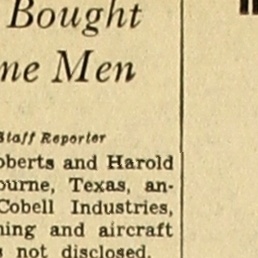 Bought
ne Men
Staff Reporter
oberts and Harold
ourne, Texas, an-
Cobell Industries,
ning and aircraft
s not disclosed.